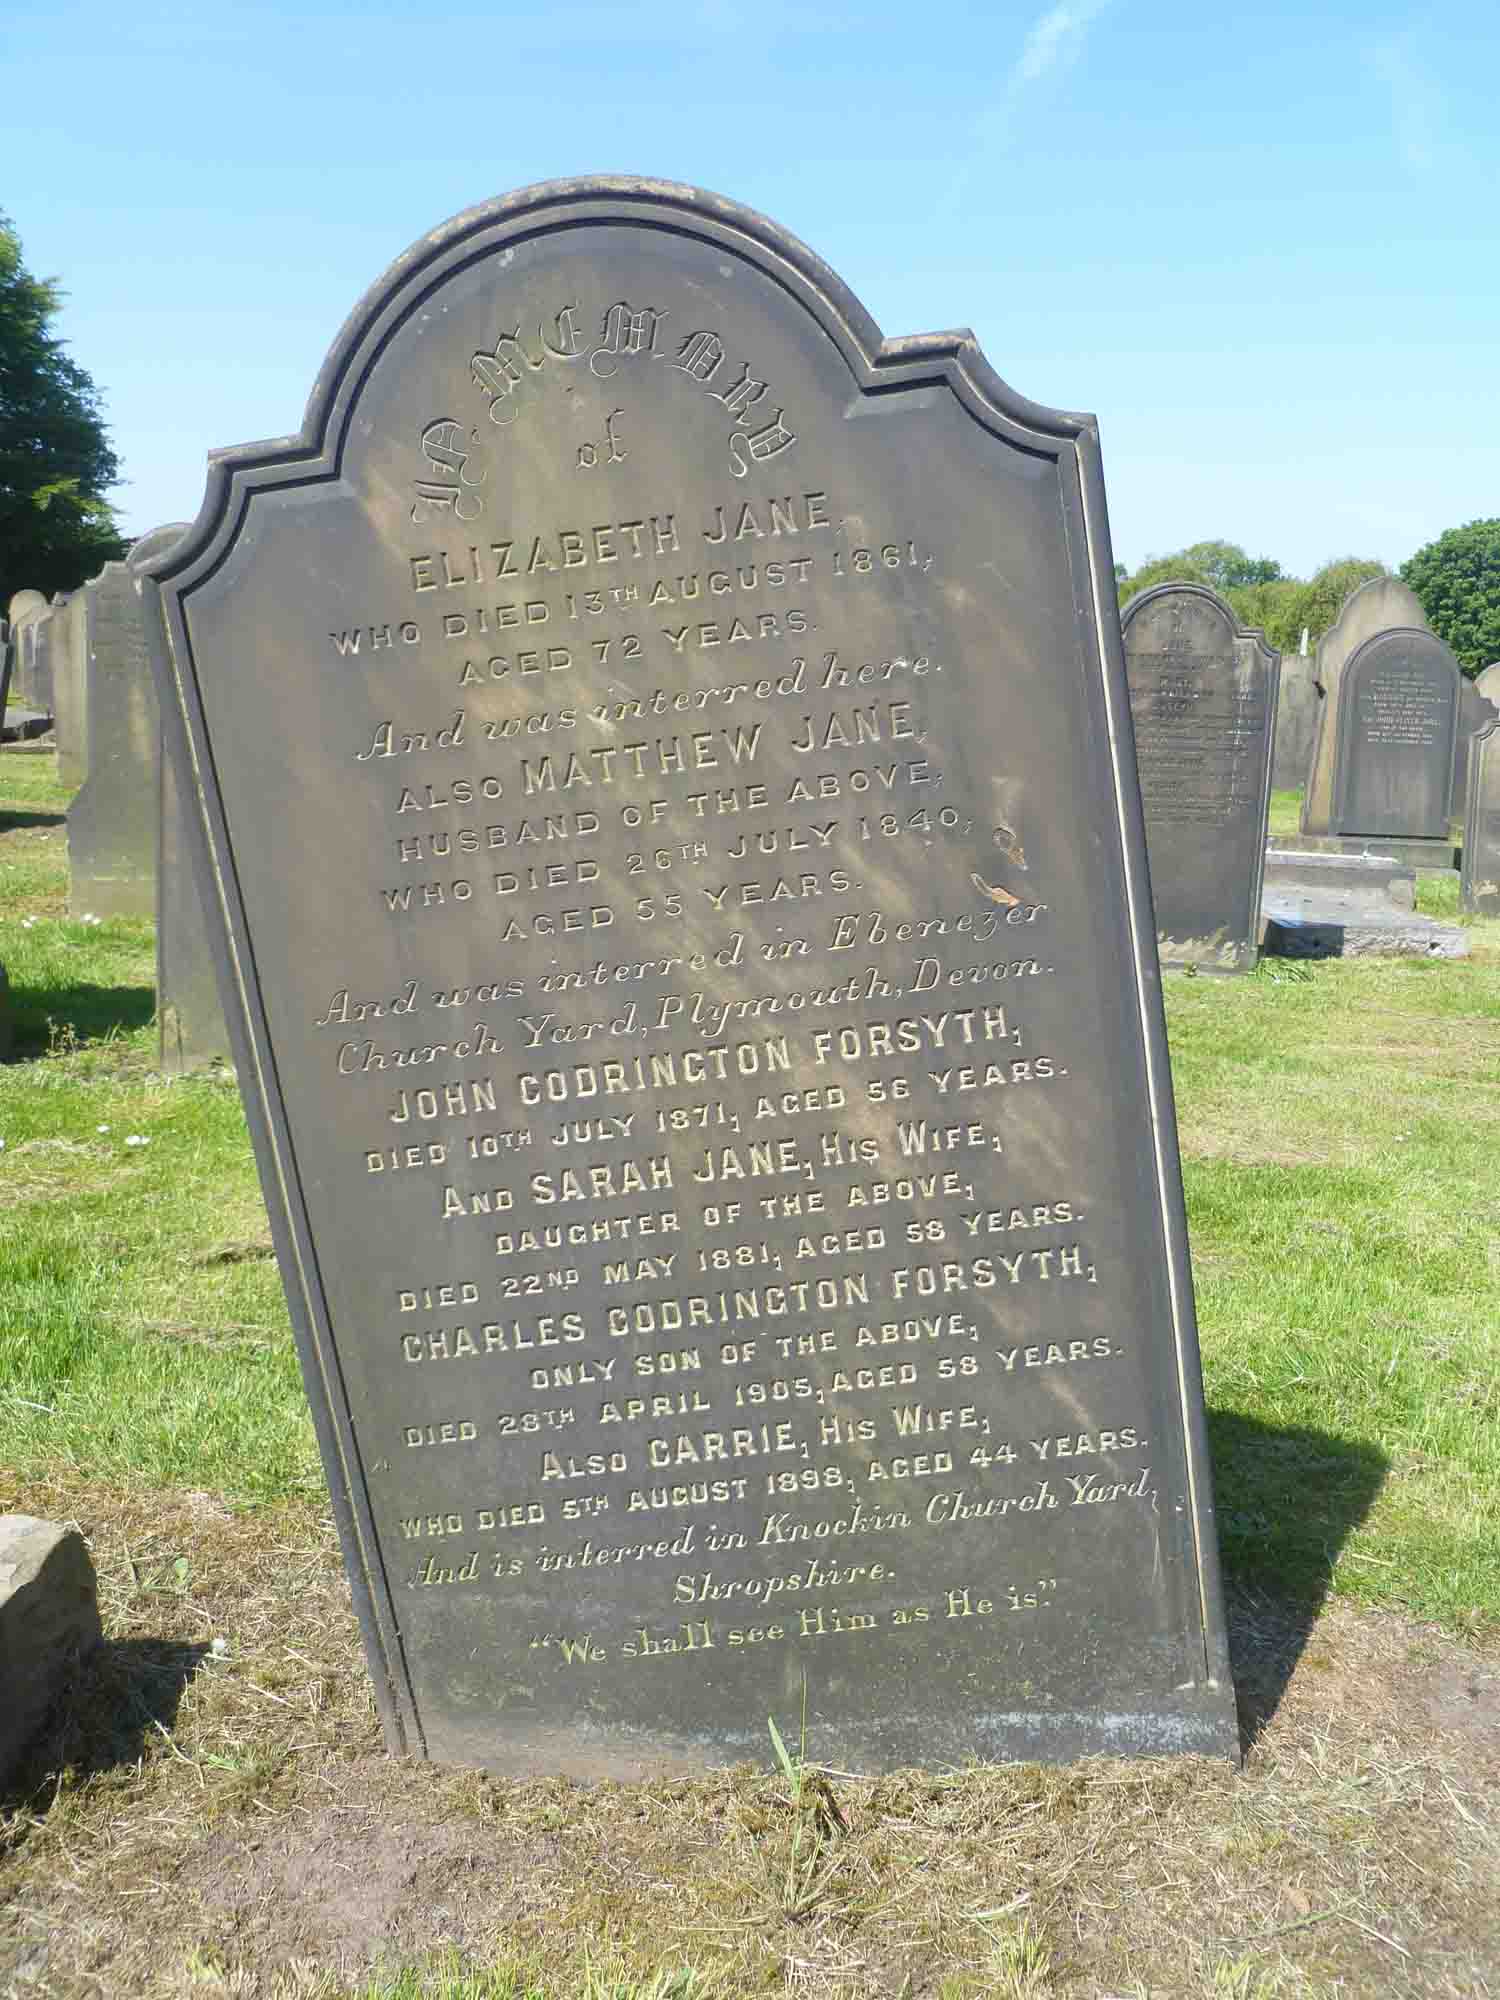 IN MEMORY
of
ELIZABETH JANE,
WHO DIED 13TH AUGUST 1861,
AGED 72 YEARS.
And was interred here.
ALSO MATTHEW JANE,
HUSBAND OF THE ABOVE,
WHO DIED 26TH JULY 1840,
AGED 55 YEARS.
And was interred in Ebenezer
Church Yard, Plymouth, Devon.
JOHN CODRINGTON FORSYTH,
DIED 10TH JULY 1871, AGED 56 YEARS.
AND SARAH JANE, HIS WIFE,
DAUGHTER OF THE ABOVE,
DIED 22ND MAY 1881, AGED 58 YEARS.
CHARLES CODRINGTON FORSYTH,
ONLY SON OF THE ABOVE,
DIED 28TH APRIL 1905, AGED 58 YEARS.
ALSO CARRIE, HIS WIFE,
WHO DIED 5TH AUGUST 1898, AGED 44 YEARS.
And is interred in Knockin Church Yard,
Shropshire.
"We shall see Him as He is."